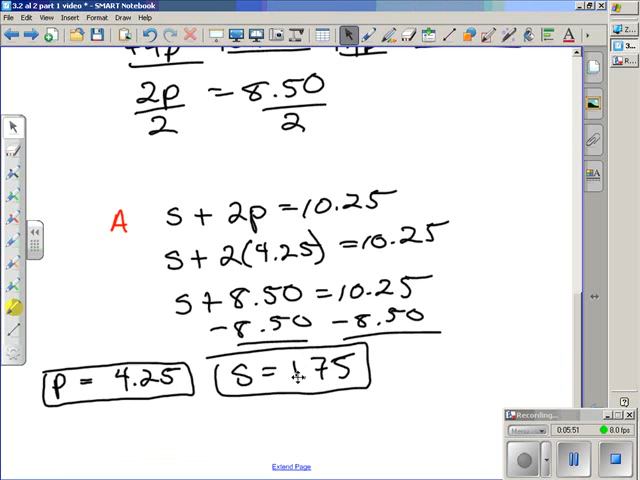 3.2 al 2 part 1 video * - SMART Notebook
File Edit View Insert Format Draw Help
2p = 8.50
2 2
A s + 2p = 10.25
s + 2(4.25) = 10.25
s + 8.50 = 10.25
- 8.50 - 8.50
p = 4.25 s = 1.75
Extend Page
Recording...
Menu
5:51 8.0 fps